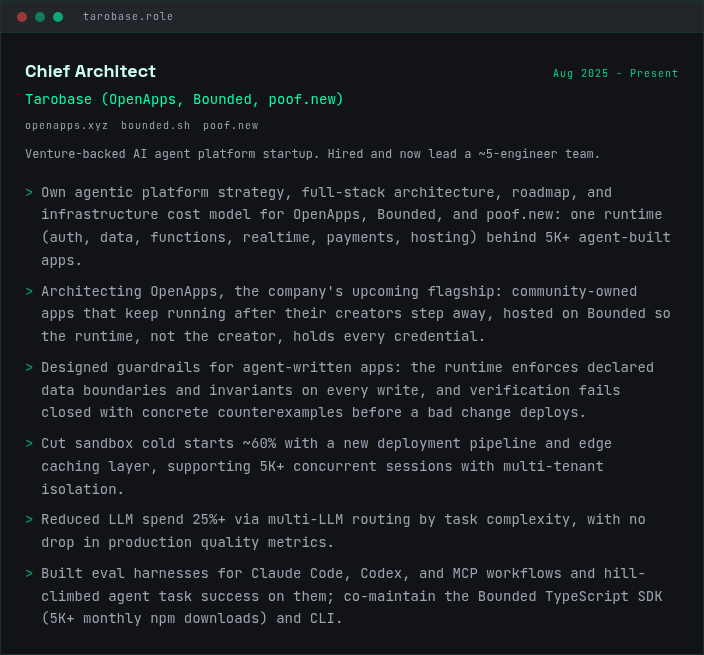 tarobase.role
Chief Architect
Aug 2025 - Present
Tarobase (OpenApps, Bounded, poof.new)
openapps.xyz bounded.sh poof.new
Venture-backed AI agent platform startup. Hired and now lead a ~5-engineer team.
> Own agentic platform strategy, full-stack architecture, roadmap, and
infrastructure cost model for OpenApps, Bounded, and poof.new: one runtime
(auth, data, functions, realtime, payments, hosting) behind 5K+ agent-built
apps.
> Architecting OpenApps, the company's upcoming flagship: community-owned
apps that keep running after their creators step away, hosted on Bounded so
the runtime, not the creator, holds every credential.
> Designed guardrails for agent-written apps: the runtime enforces declared
data boundaries and invariants on every write, and verification fails
closed with concrete counterexamples before a bad change deploys.
> Cut sandbox cold starts ~60% with a new deployment pipeline and edge
caching layer, supporting 5K+ concurrent sessions with multi-tenant
isolation.
> Reduced LLM spend 25%+ via multi-LLM routing by task complexity, with no
drop in production quality metrics.
> Built eval harnesses for Claude Code, Codex, and MCP workflows and hill-
climbed agent task success on them; co-maintain the Bounded TypeScript SDK
(5K+ monthly npm downloads) and CLI.